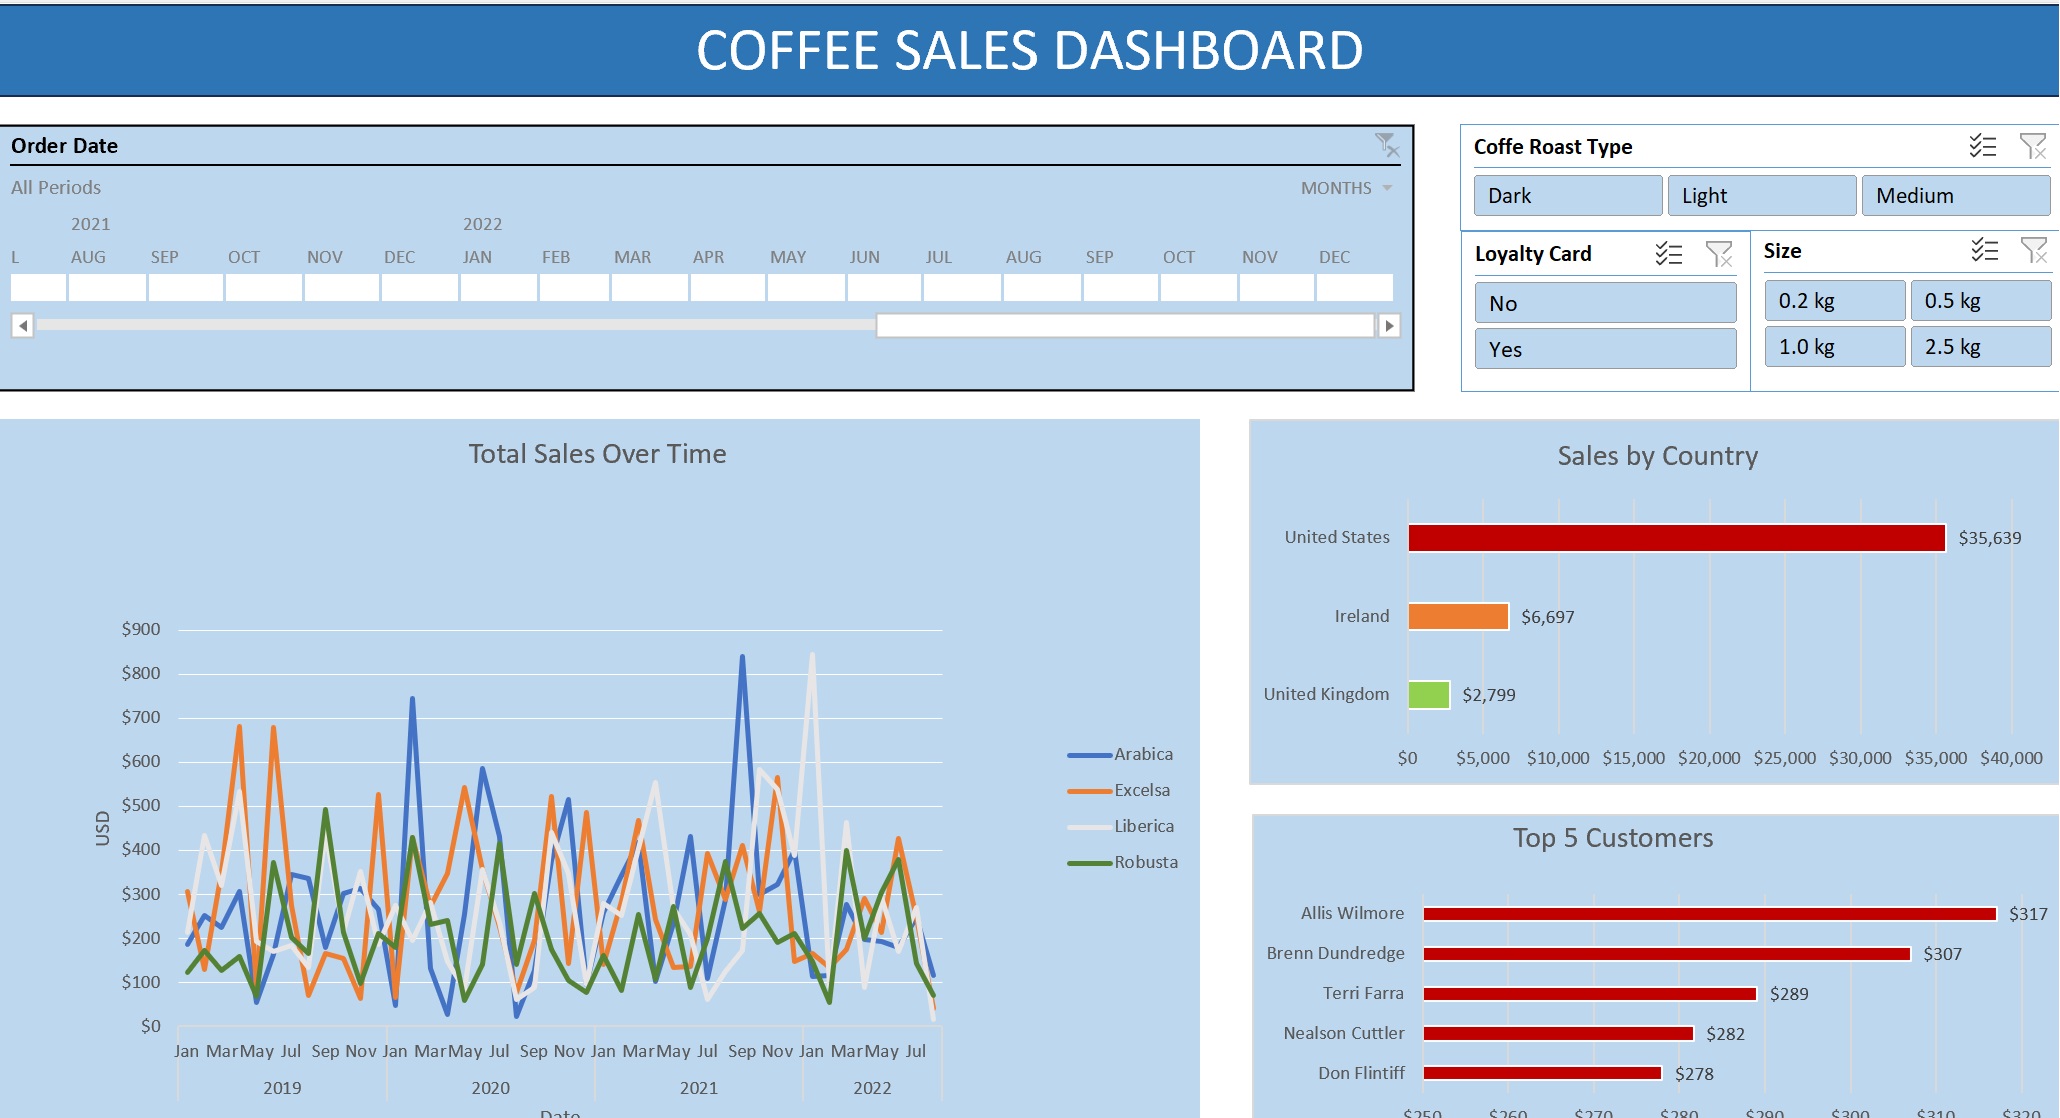 COFFEE SALES DASHBOARD
Order Date
All Periods
MONTHS
2021 2022
L AUG SEP OCT NOV DEC JAN FEB MAR APR MAY JUN JUL AUG SEP OCT NOV DEC
Coffe Roast Type
Dark Light Medium
Loyalty Card
No
Yes
Size
0.2 kg 0.5 kg
1.0 kg 2.5 kg
Total Sales Over Time
$900
$800
$700
$600
$500
$400
$300
$200
$100
$0
USD
Jan Mar May Jul Sep Nov Jan Mar May Jul Sep Nov Jan Mar May Jul Sep Nov Jan Mar May Jul
2019 2020 2021 2022
Date
Arabica
Excelsa
Liberica
Robusta
Sales by Country
United States $35,639
Ireland $6,697
United Kingdom $2,799
$0 $5,000 $10,000 $15,000 $20,000 $25,000 $30,000 $35,000 $40,000
Top 5 Customers
Allis Wilmore $317
Brenn Dundredge $307
Terri Farra $289
Nealson Cuttler $282
Don Flintiff $278
$250 $260 $270 $280 $290 $300 $310 $320